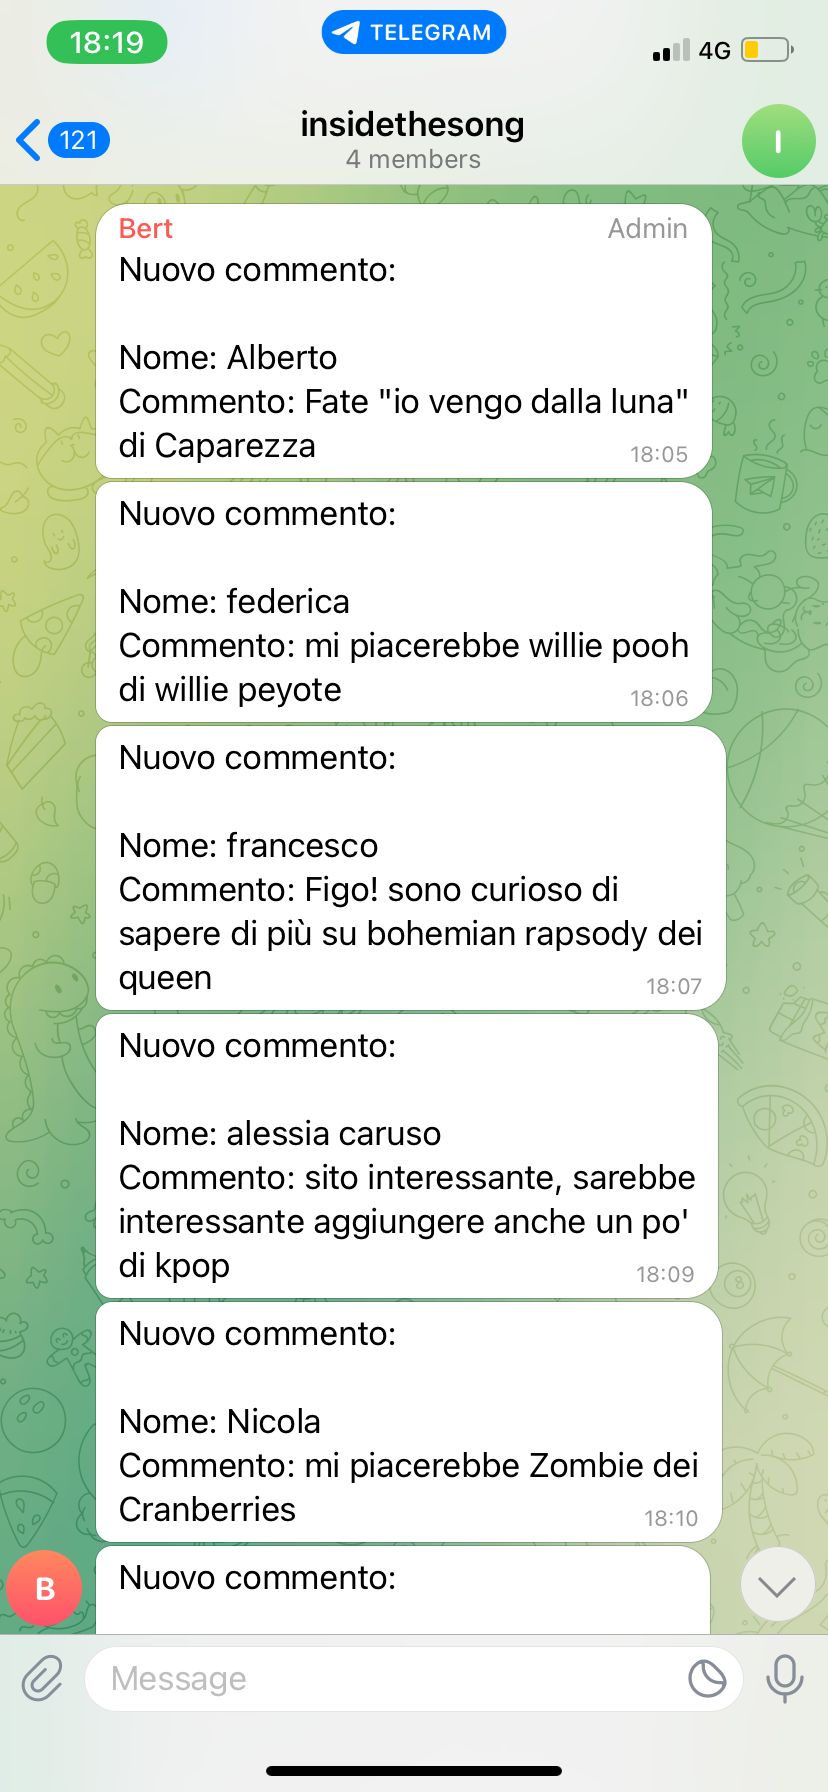 18:19
TELEGRAM
4G
121
insidethesong
4 members
I
Bert
Admin
Nuovo commento:
Nome: Alberto
Commento: Fate "io vengo dalla luna"
di Caparezza
18:05
Nuovo commento:
Nome: federica
Commento: mi piacerebbe willie pooh
di willie peyote
18:06
Nuovo commento:
Nome: francesco
Commento: Figo! sono curioso di
sapere di più su bohemian rapsody dei
queen
18:07
Nuovo commento:
Nome: alessia caruso
Commento: sito interessante, sarebbe
interessante aggiungere anche un po'
di kpop
18:09
Nuovo commento:
Nome: Nicola
Commento: mi piacerebbe Zombie dei
Cranberries
18:10
B
Nuovo commento:
Message